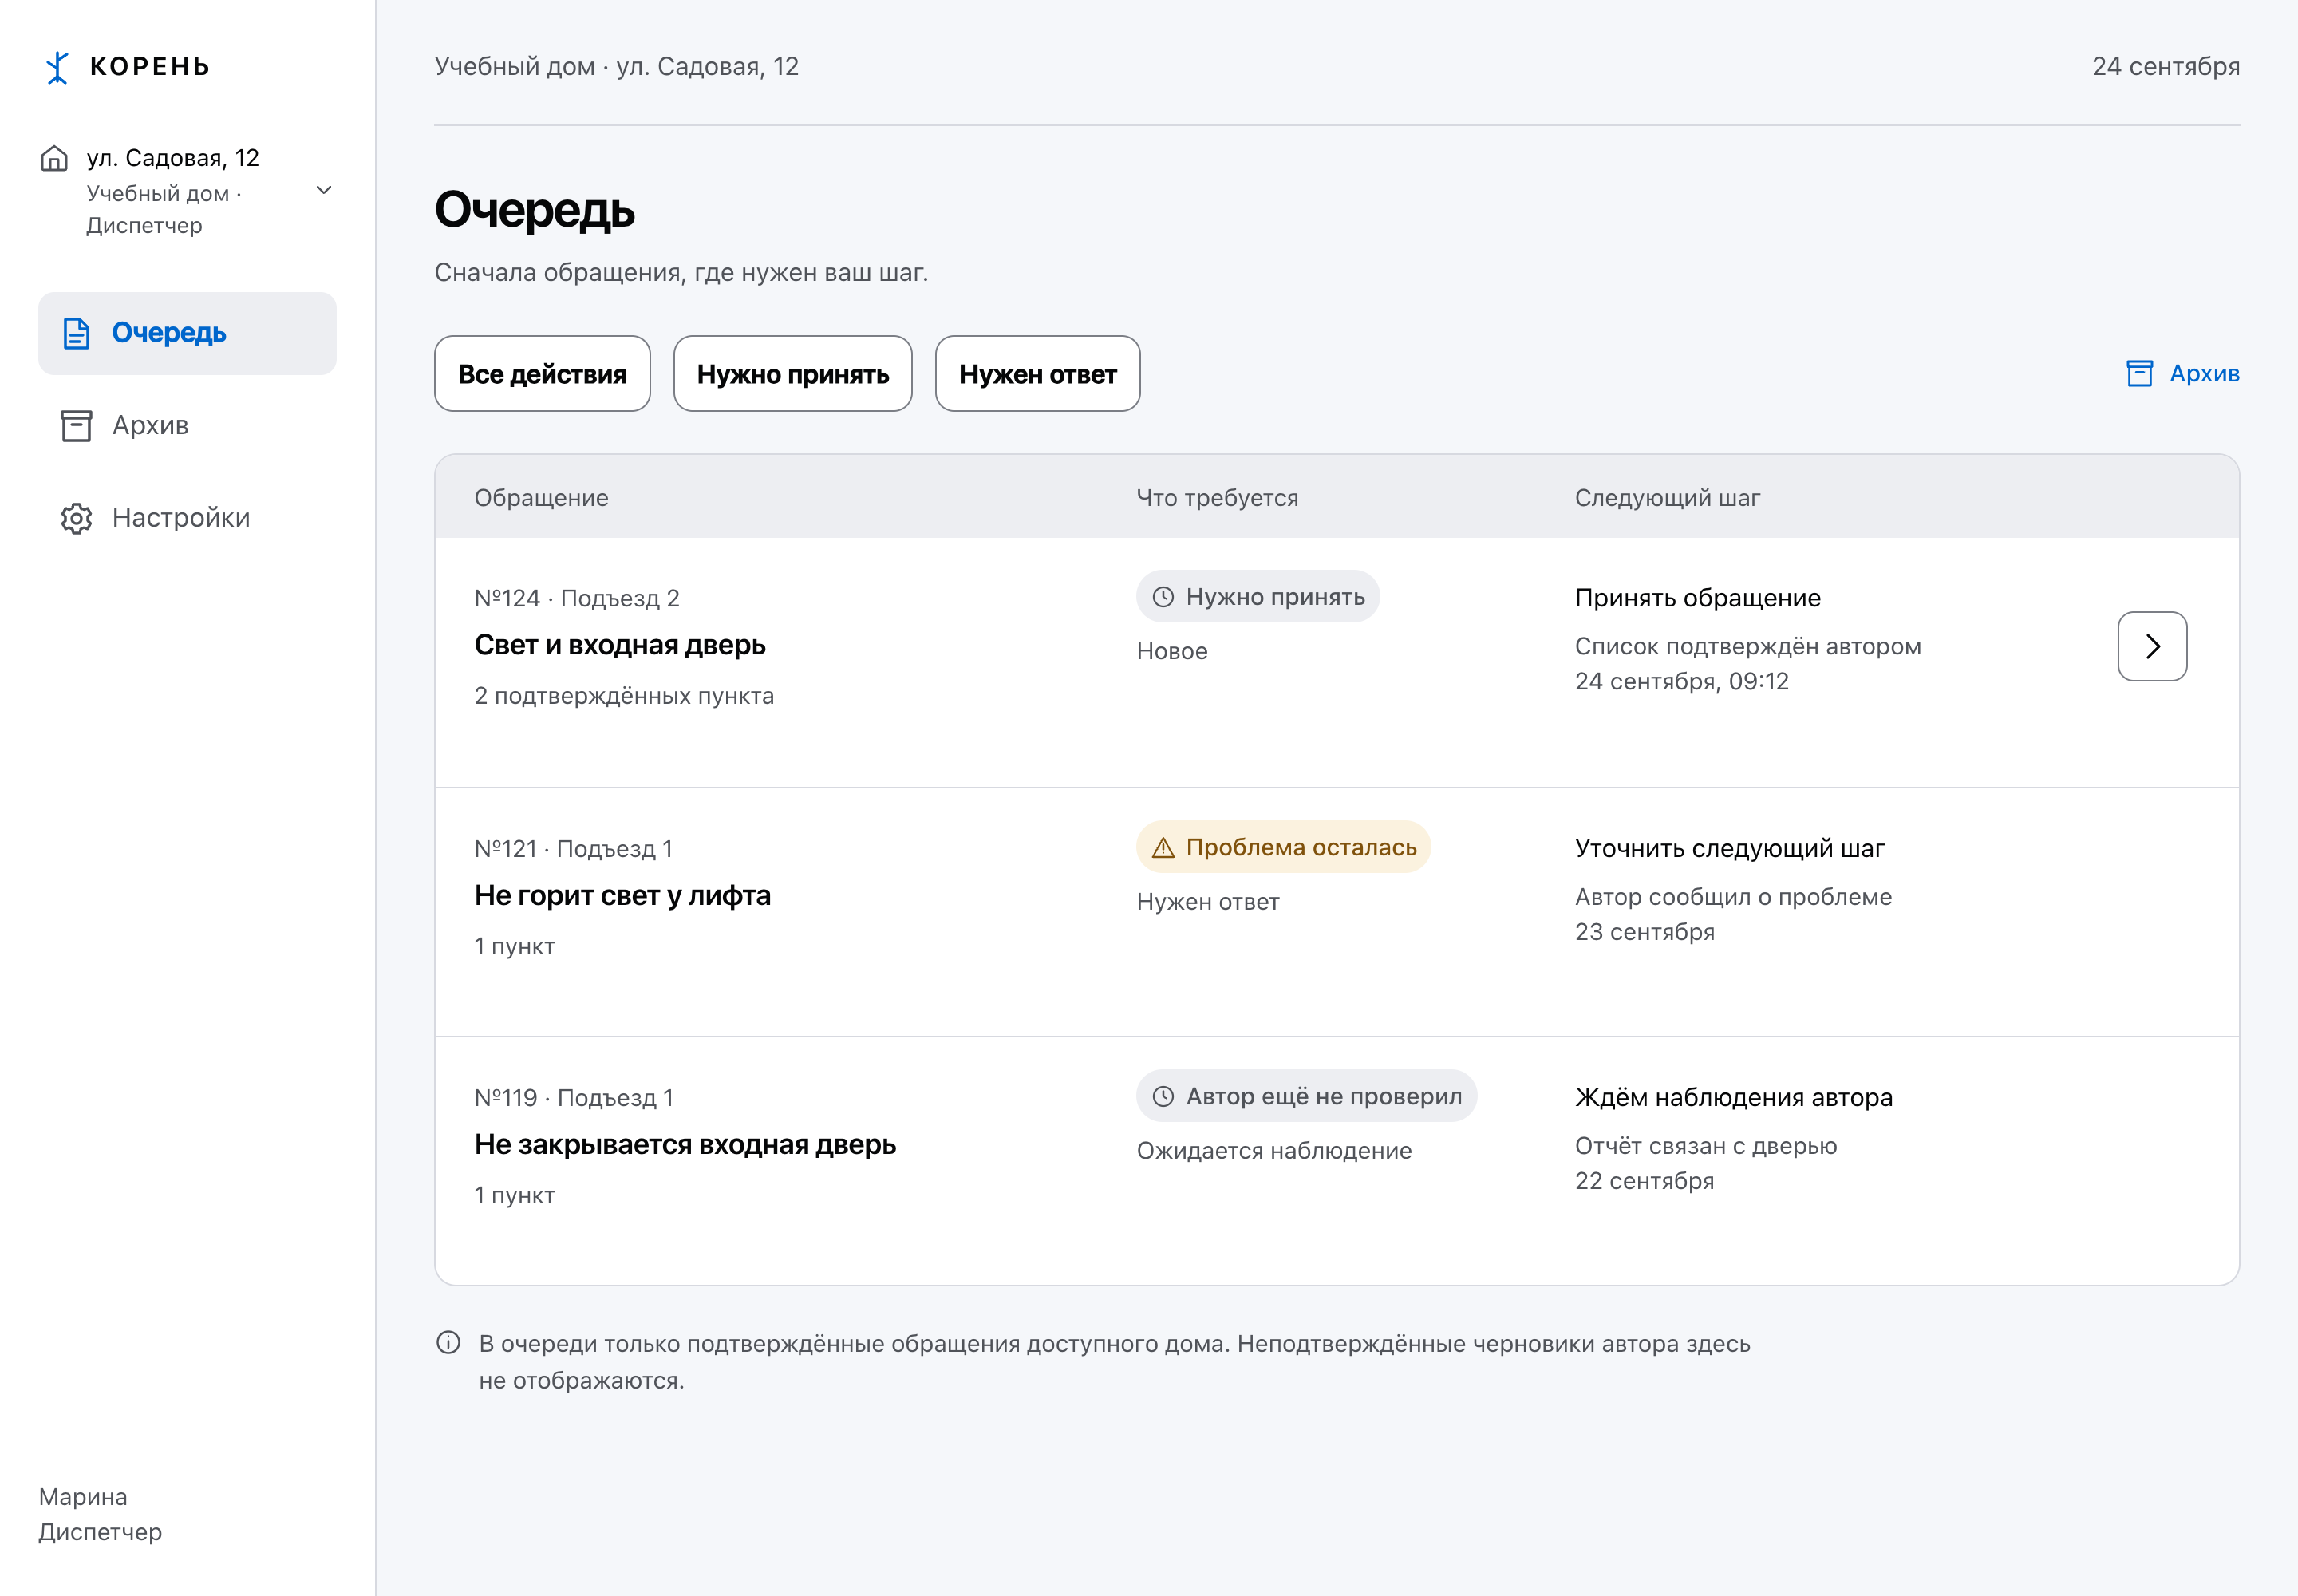 КОРЕНЬ
ул. Садовая, 12
Учебный дом ·
Диспетчер
Очередь
Архив
Настройки
Марина
Диспетчер
Учебный дом · ул. Садовая, 12
24 сентября
Очередь
Сначала обращения, где нужен ваш шаг.
Все действия
Нужно принять
Нужен ответ
Архив
Обращение
Что требуется
Следующий шаг
№124 · Подъезд 2
Свет и входная дверь
2 подтверждённых пункта
Нужно принять
Новое
Принять обращение
Список подтверждён автором
24 сентября, 09:12
№121 · Подъезд 1
Не горит свет у лифта
1 пункт
Проблема осталась
Нужен ответ
Уточнить следующий шаг
Автор сообщил о проблеме
23 сентября
№119 · Подъезд 1
Не закрывается входная дверь
1 пункт
Автор ещё не проверил
Ожидается наблюдение
Ждём наблюдения автора
Отчёт связан с дверью
22 сентября
В очереди только подтверждённые обращения доступного дома. Неподтверждённые черновики автора здесь
не отображаются.